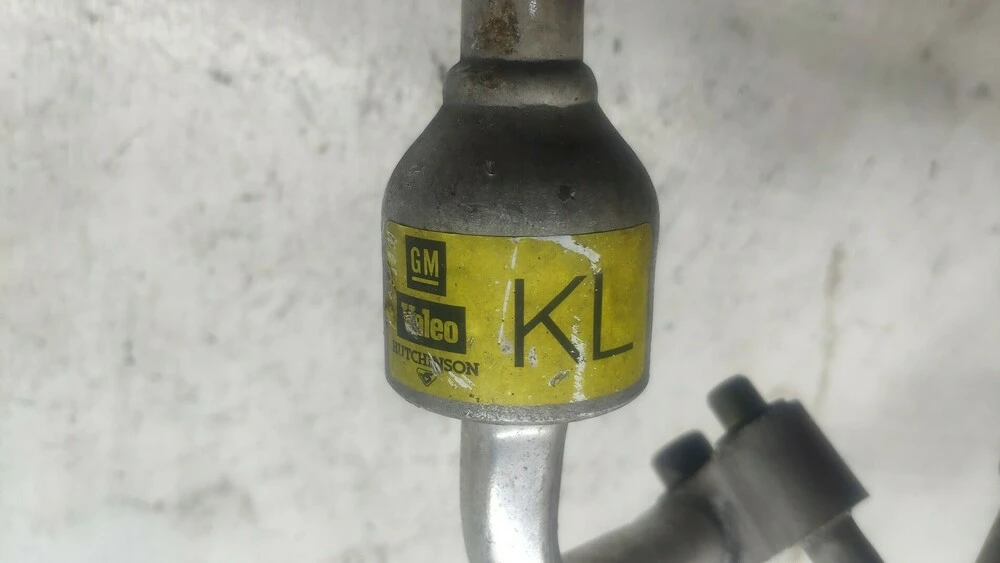 GM
Valeo
HUTCHINSON
KL